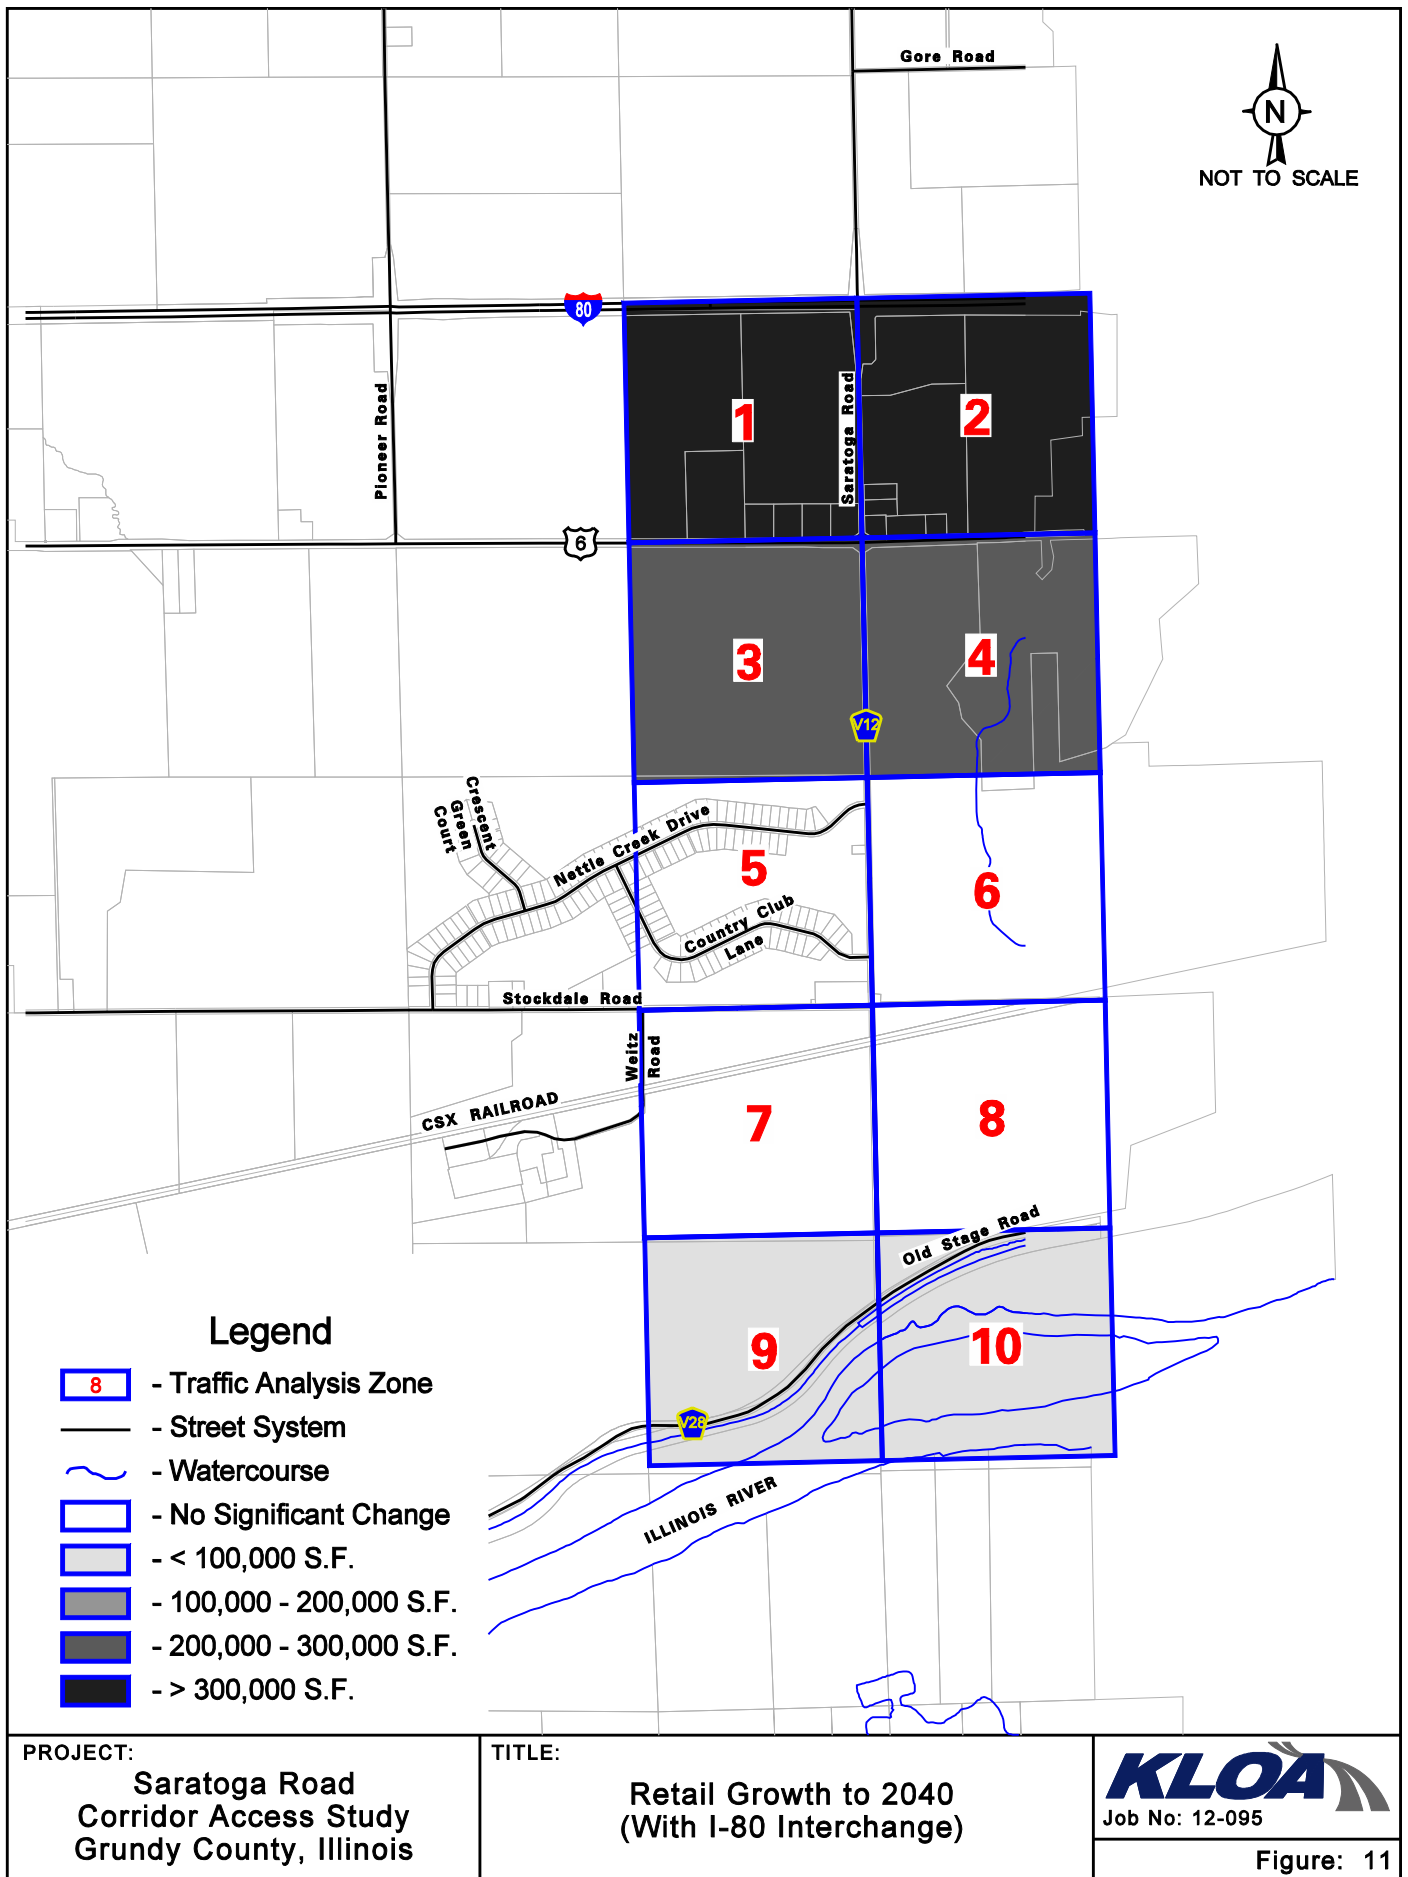 Gore Road
N
NOT TO SCALE
80
Pioneer Road
Saratoga Road
1
2
6
3
4
V12
Crescent
Green
Court
Nettle Creek Drive
5
6
Country Club
Lane
Stockdale Road
Weitz
Road
CSX RAILROAD
7
8
Old Stage Road
9
10
V28
ILLINOIS RIVER
Legend
8 - Traffic Analysis Zone
- Street System
- Watercourse
- No Significant Change
- < 100,000 S.F.
- 100,000 - 200,000 S.F.
- 200,000 - 300,000 S.F.
- > 300,000 S.F.
PROJECT:
Saratoga Road
Corridor Access Study
Grundy County, Illinois
TITLE:
Retail Growth to 2040
(With I-80 Interchange)
KLOA
Job No: 12-095
Figure: 11